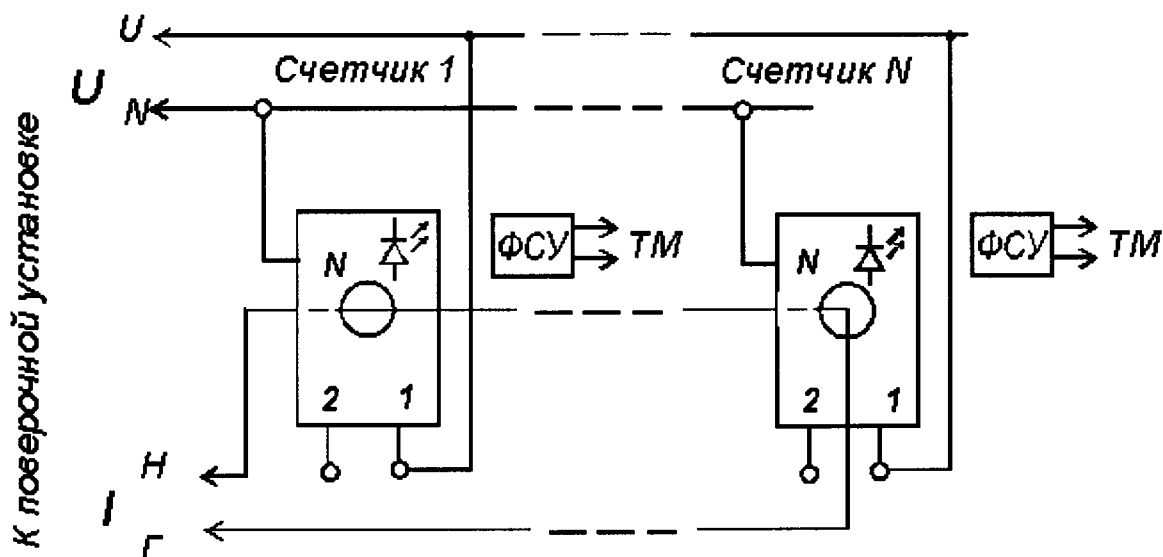 U
Счетчик 1
Счетчик N
U
N
К поверочной установке
N
ФСУ
ТМ
N
ФСУ
ТМ
2
1
2
1
Н
I
Г